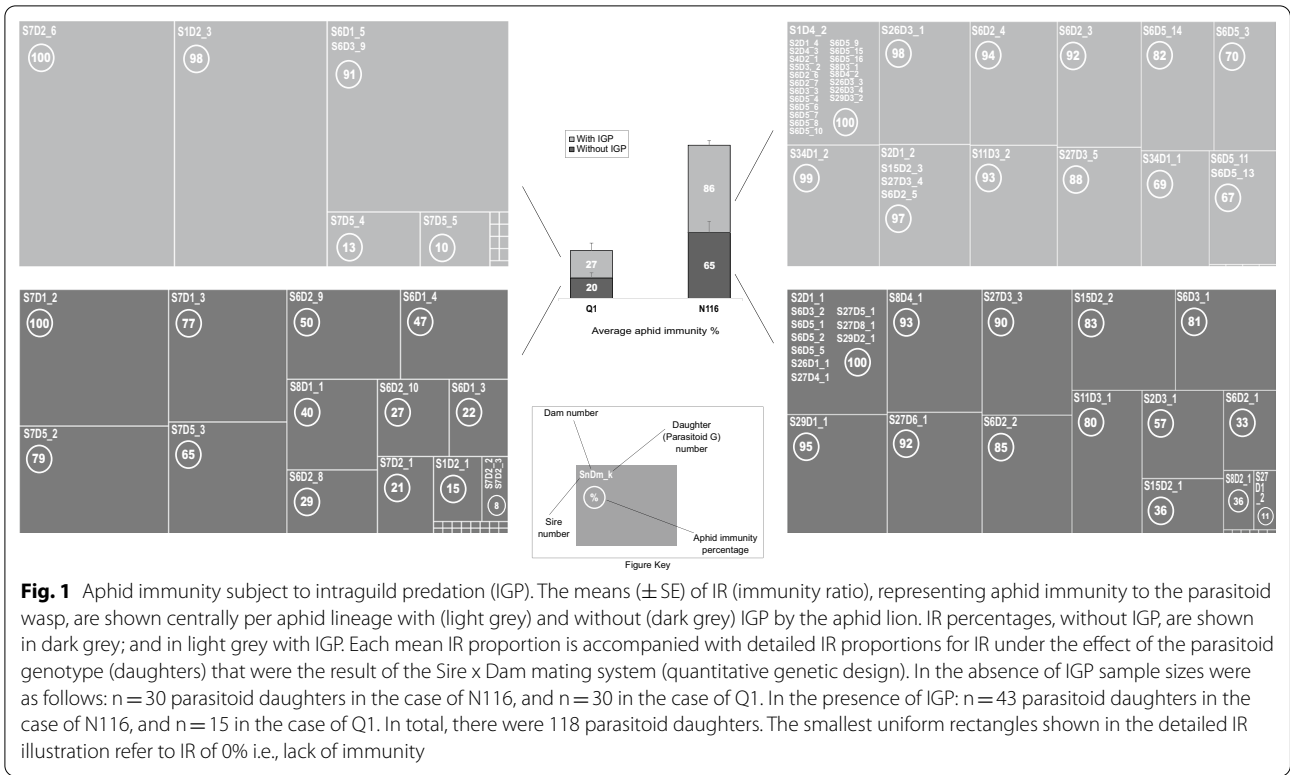 S7D2_6
100
S1D2_3
98
S6D1_5
S6D3_9
91
S7D5_4
13
S7D5_5
10
With IGP
Without IGP
27
20
86
65
Q1
N116
Average aphid immunity %
S1D4_2
S2D1_4
S2D4_3
S4D2_1
S5D3_2
S6D2_6
S6D2_7
S6D3_3
S6D5_4
S6D5_6
S6D5_7
S6D5_8
S6D5_10
S6D5_9
S6D5_15
S6D5_16
S8D3_1
S8D4_2
S26D3_3
S26D3_4
S29D3_2
100
S26D3_1
98
S6D2_4
94
S6D2_3
92
S6D5_14
82
S6D5_3
70
S34D1_2
99
S2D1_2
S15D2_3
S27D3_4
S6D2_5
97
S11D3_2
93
S27D3_5
88
S34D1_1
69
S6D5_11
S6D5_13
67
S7D1_2
100
S7D1_3
77
S6D2_9
50
S6D1_4
47
S8D1_1
40
S6D2_10
27
S6D1_3
22
S7D5_2
79
S7D5_3
65
S6D2_8
29
S7D2_1
21
S1D2_1
15
S7D2_2
S7D2_3
8
Dam number
Daughter
(Parasitoid G)
number
SnDm_k
%
Sire
number
Aphid immunity
percentage
Figure Key
S2D1_1
S6D3_2
S6D5_1
S6D5_2
S6D5_5
S26D1_1
S27D4_1
S27D5_1
S27D8_1
S29D2_1
100
S8D4_1
93
S27D3_3
90
S15D2_2
83
S6D3_1
81
S29D1_1
95
S27D6_1
92
S6D2_2
85
S11D3_1
80
S2D3_1
57
S6D2_1
33
S15D2_1
36
S8D2_1
36
S27
D1
_2
11
Fig. 1 Aphid immunity subject to intraguild predation (IGP). The means (± SE) of IR (immunity ratio), representing aphid immunity to the parasitoid
wasp, are shown centrally per aphid lineage with (light grey) and without (dark grey) IGP by the aphid lion. IR percentages, without IGP, are shown
in dark grey; and in light grey with IGP. Each mean IR proportion is accompanied with detailed IR proportions for IR under the effect of the parasitoid
genotype (daughters) that were the result of the Sire x Dam mating system (quantitative genetic design). In the absence of IGP sample sizes were
as follows: n = 30 parasitoid daughters in the case of N116, and n = 30 in the case of Q1. In the presence of IGP: n = 43 parasitoid daughters in the
case of N116, and n = 15 in the case of Q1. In total, there were 118 parasitoid daughters. The smallest uniform rectangles shown in the detailed IR
illustration refer to IR of 0% i.e., lack of immunity